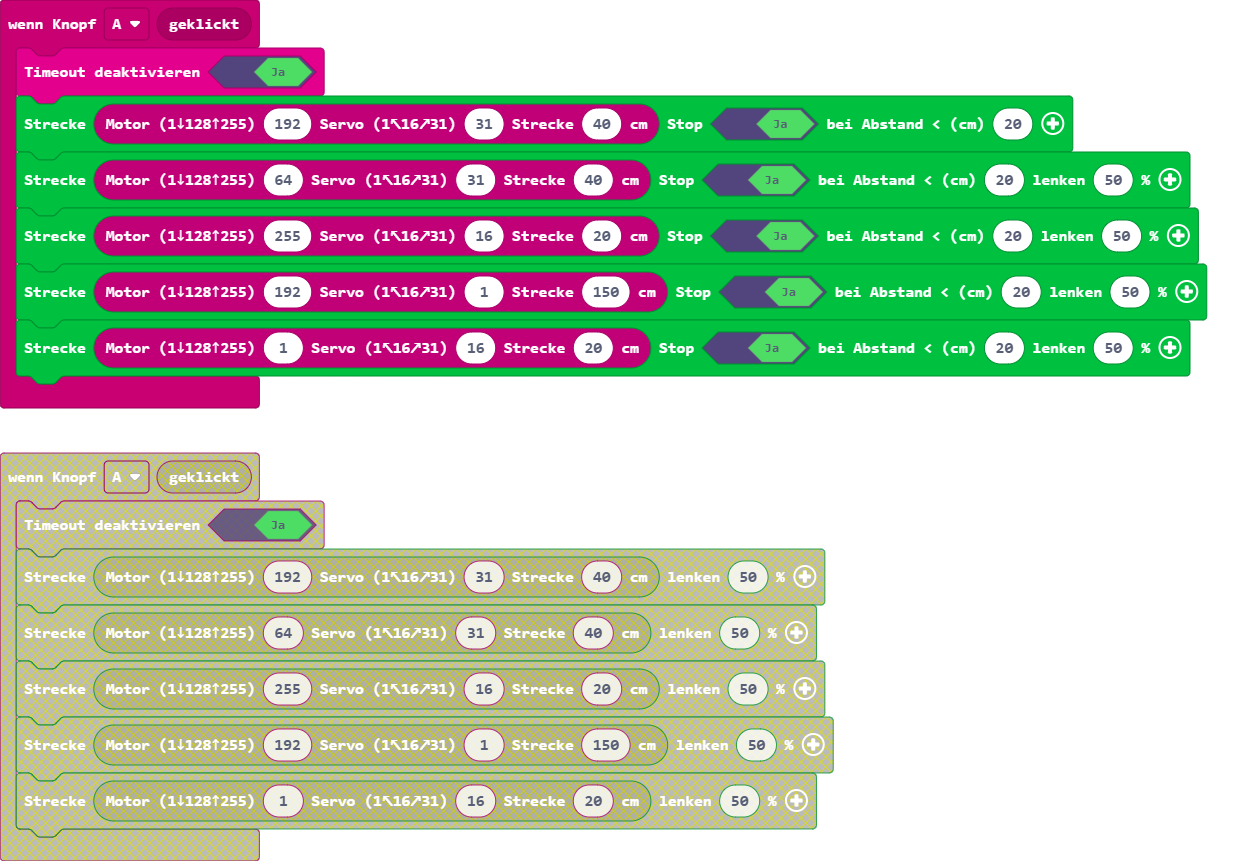 wenn Knopf A geklickt
Timeout deaktivieren Ja
Strecke Motor (1↓128↑255) 192 Servo (1↖16↗31) 31 Strecke 40 cm Stop Ja bei Abstand < (cm) 20
Strecke Motor (1↓128↑255) 64 Servo (1↖16↗31) 31 Strecke 40 cm Stop Ja bei Abstand < (cm) 20 lenken 50 %
Strecke Motor (1↓128↑255) 255 Servo (1↖16↗31) 16 Strecke 20 cm Stop Ja bei Abstand < (cm) 20 lenken 50 %
Strecke Motor (1↓128↑255) 192 Servo (1↖16↗31) 1 Strecke 150 cm Stop Ja bei Abstand < (cm) 20 lenken 50 %
Strecke Motor (1↓128↑255) 1 Servo (1↖16↗31) 16 Strecke 20 cm Stop Ja bei Abstand < (cm) 20 lenken 50 %
wenn Knopf A geklickt
Timeout deaktivieren Ja
Strecke Motor (1↓128↑255) 192 Servo (1↖16↗31) 31 Strecke 40 cm lenken 50 %
Strecke Motor (1↓128↑255) 64 Servo (1↖16↗31) 31 Strecke 40 cm lenken 50 %
Strecke Motor (1↓128↑255) 255 Servo (1↖16↗31) 16 Strecke 20 cm lenken 50 %
Strecke Motor (1↓128↑255) 192 Servo (1↖16↗31) 1 Strecke 150 cm lenken 50 %
Strecke Motor (1↓128↑255) 1 Servo (1↖16↗31) 16 Strecke 20 cm lenken 50 %